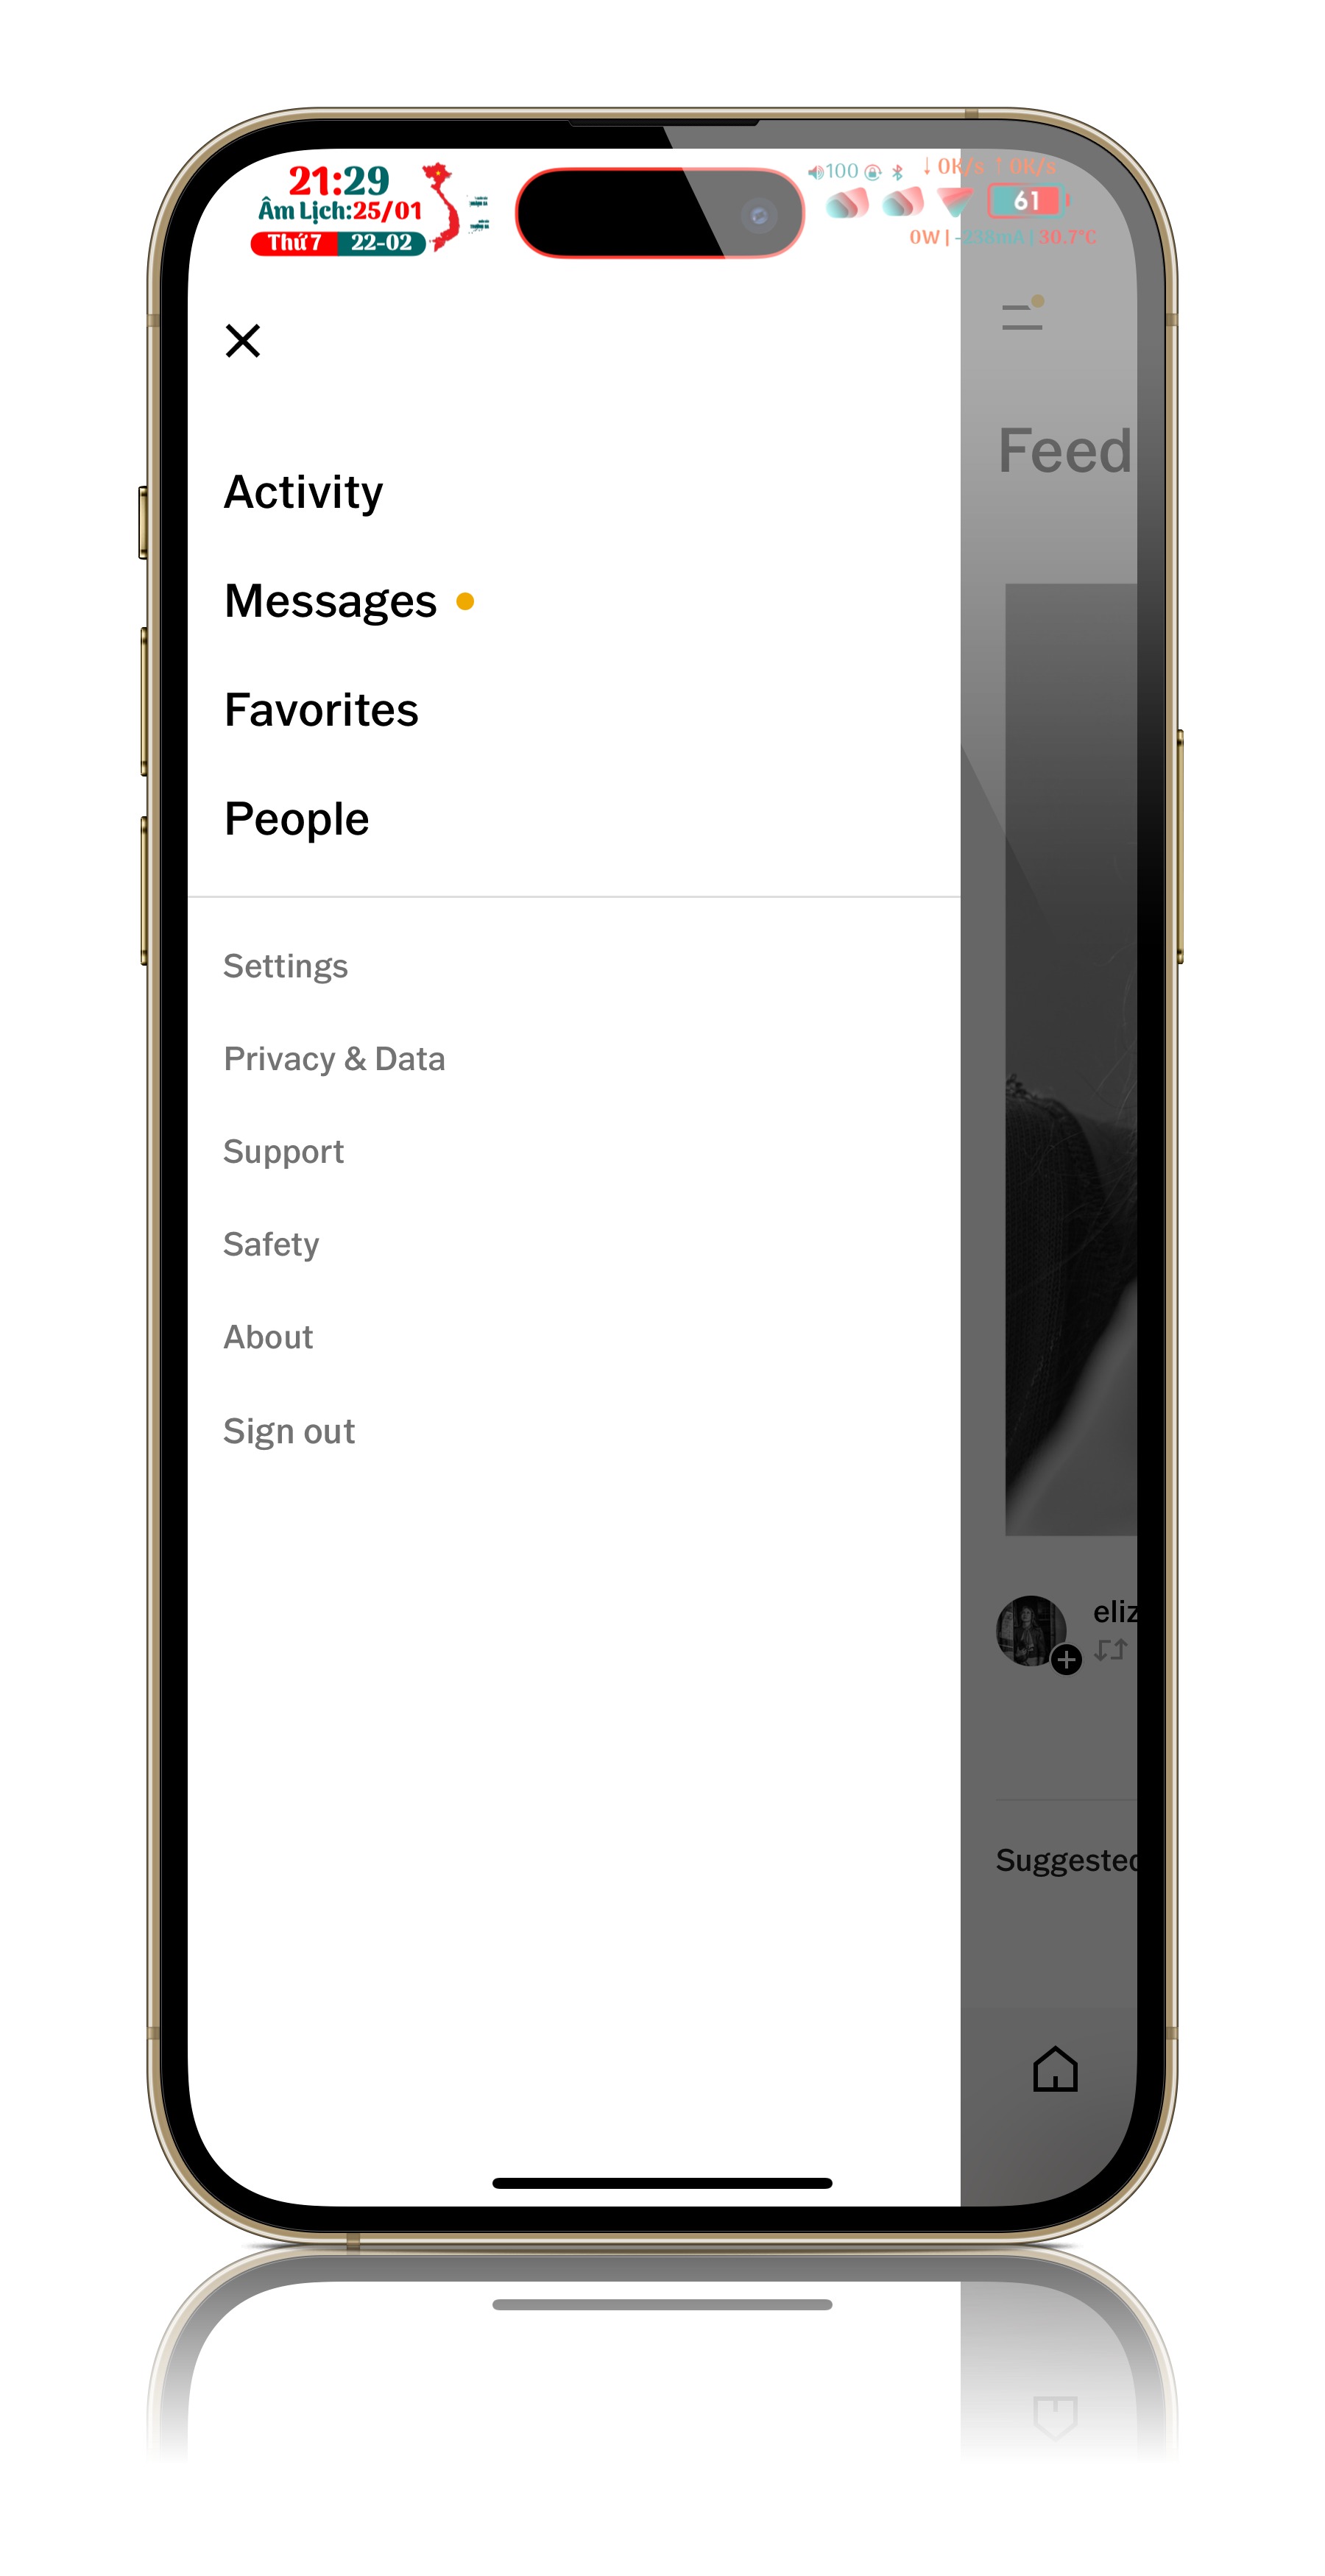 21:29
Âm Lịch:25/01
Thứ 7 22-02
100
↓ 0K/s ↑ 0K/s
61
0W | -238mA | 30.7°C
Feed
Activity
Messages
Favorites
People
Settings
Privacy & Data
Support
Safety
About
Sign out
eliz
Suggested